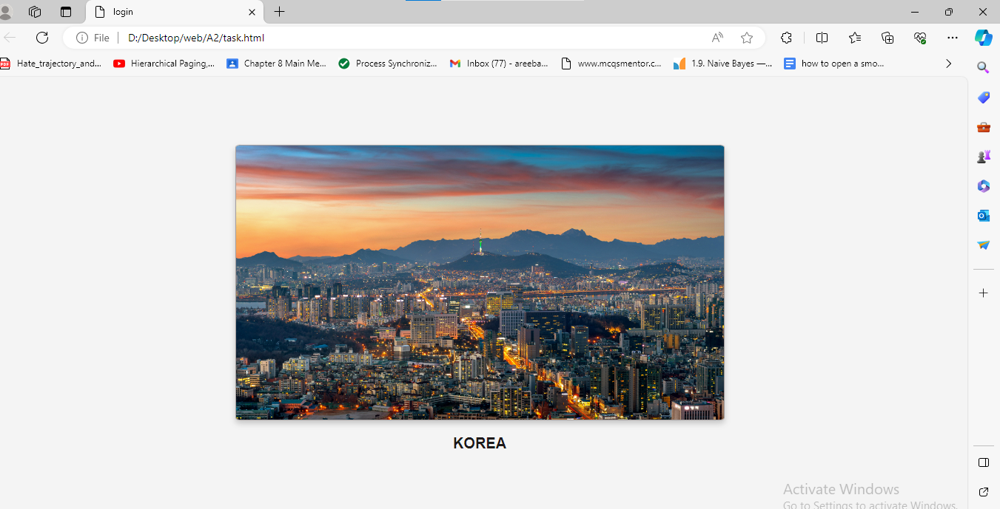 login
File
D:/Desktop/web/A2/task.html
Hate_trajectory_and...
Hierarchical Paging,...
Chapter 8 Main Me...
Process Synchroniz...
Inbox (77) - areeba...
www.mcqsmentor.c...
1.9. Naive Bayes —...
how to open a smo...
KOREA
Activate Windows
Go to Settings to activate Windows.